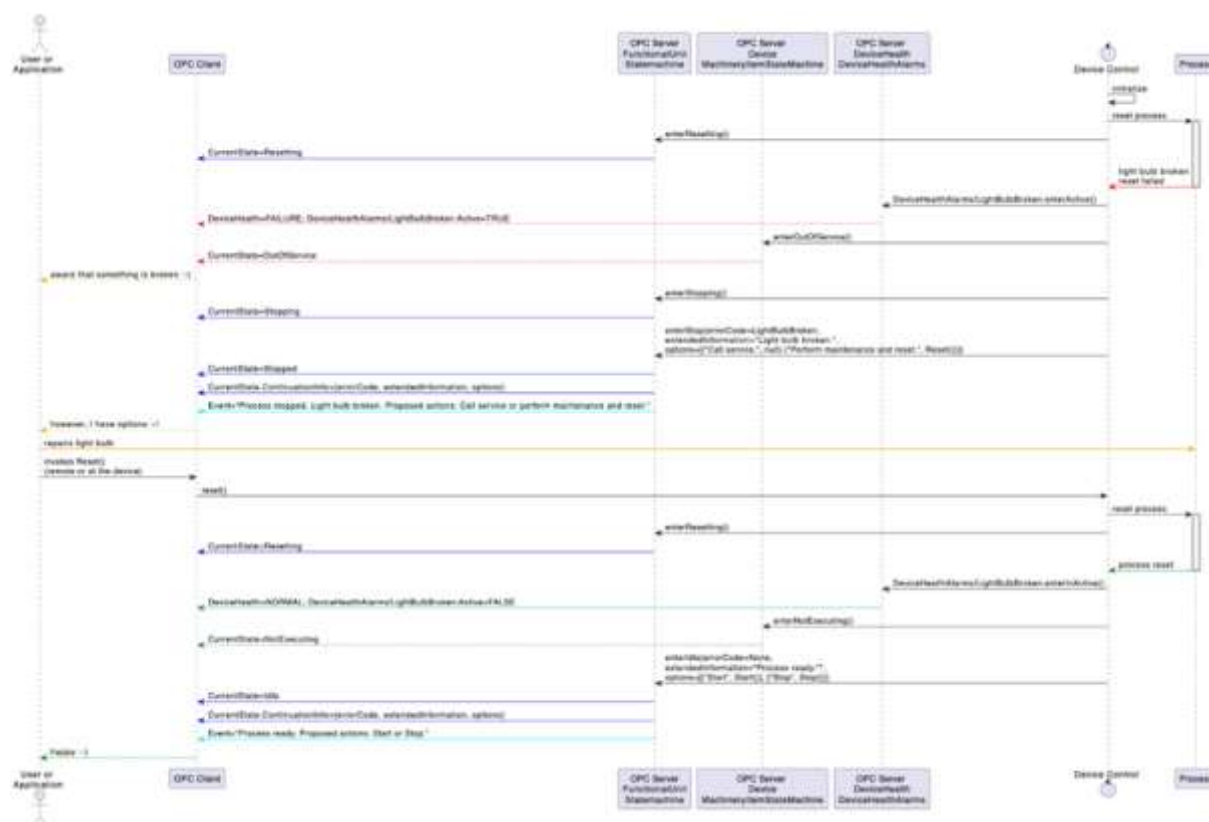 User or
Application
OPC Client
OPC Server
FunctionalUnit
Statemachine
OPC Server
Device
MachineryItemStateMachine
OPC Server
DeviceHealth
DeviceHealthAlarms
Device Control
Process
initialize
reset process
enterResetting()
CurrentState=Resetting
light bulb broken
reset failed
DeviceHealthAlarms/LightBulbBroken.enterActive()
DeviceHealth=FAILURE; DeviceHealthAlarms/LightBulbBroken.Active=TRUE
enterOutOfService()
CurrentState=OutOfService
aware that something is broken :-(
enterStopping()
CurrentState=Stopping
enterStop(errorCode=LightBulbBroken,
extendedInformation="Light bulb broken.",
options={("Call service.", null) ("Perform maintenance and reset.", Reset())}
CurrentState=Stopped
CurrentState.ContinuationInfo=(errorCode, extendedInformation, options)
Event="Process stopped. Light bulb broken. Proposed actions: Call service or perform maintenance and reset."
however, I have options :-!
repairs light bulb
invokes Reset()
(remote or at the device)
reset()
reset process
enterResetting()
CurrentState=Resetting
process reset
DeviceHealthAlarms/LightBulbBroken.enterInActive()
DeviceHealth=NORMAL; DeviceHealthAlarms/LightBulbBroken.Active=FALSE
enterNotExecuting()
CurrentState=NotExecuting
enterIdle(errorCode=None,
extendedInformation="Process ready.'",
options={("Start", Start()), ("Stop", Stop())}
CurrentState=Idle
CurrentState.ContinuationInfo=(errorCode, extendedInformation, options)
Event="Process ready. Proposed actions: Start or Stop."
happy :-)
User or
Application
OPC Client
OPC Server
FunctionalUnit
Statemachine
OPC Server
Device
MachineryItemStateMachine
OPC Server
DeviceHealth
DeviceHealthAlarms
Device Control
Process